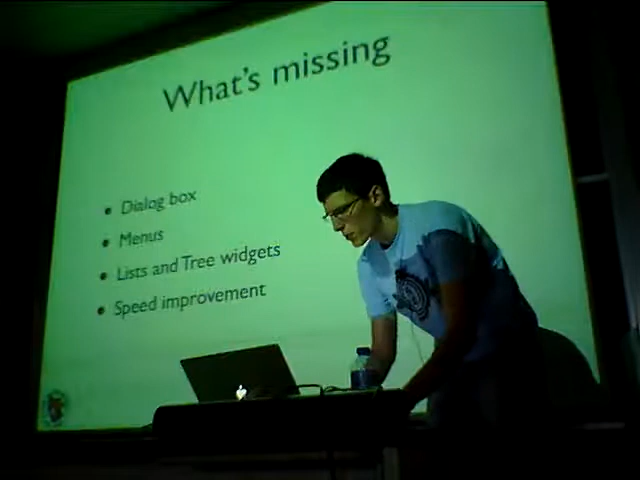 What's missing
• Dialog box
• Menus
• Lists and Tree widgets
• Speed improvement